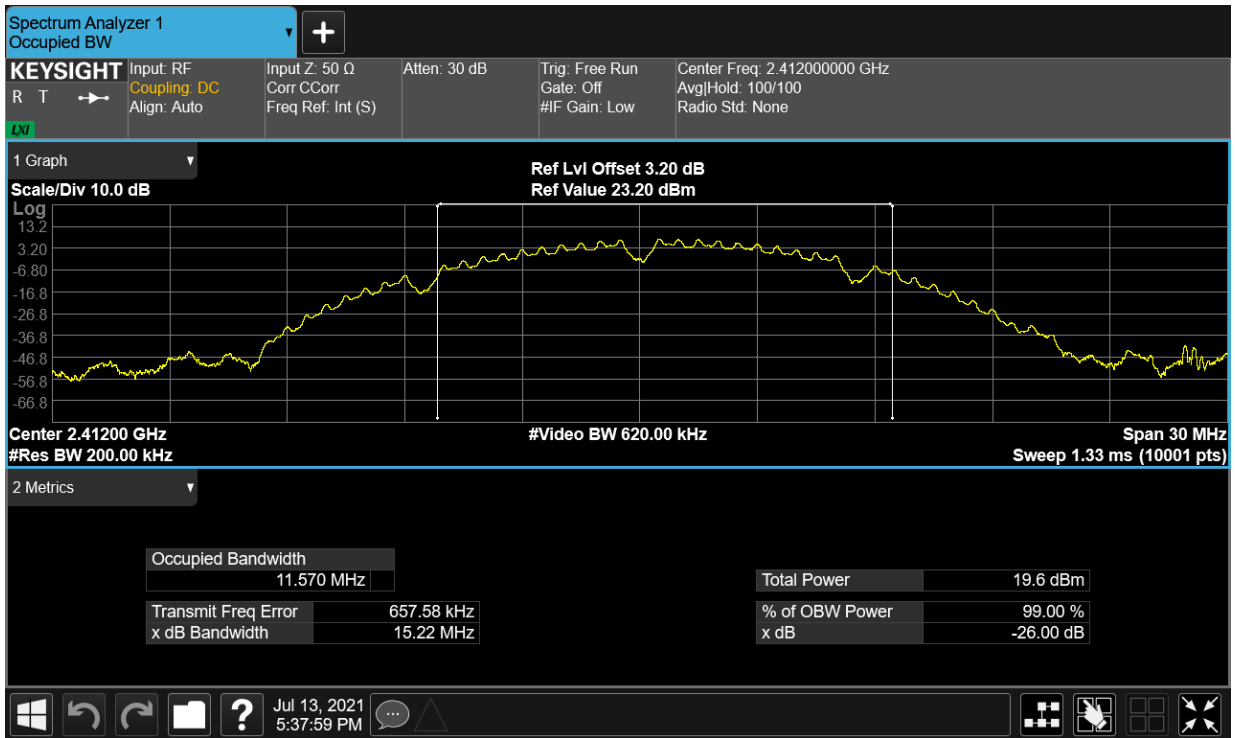 Spectrum Analyzer 1
Occupied BW
KEYSIGHT
R T
LXI
Input: RF
Coupling: DC
Align: Auto
Input Z: 50 Ω
Corr CCorr
Freq Ref: Int (S)
Atten: 30 dB
Trig: Free Run
Gate: Off
#IF Gain: Low
Center Freq: 2.412000000 GHz
Avg|Hold: 100/100
Radio Std: None
1 Graph
Scale/Div 10.0 dB
Ref Lvl Offset 3.20 dB
Ref Value 23.20 dBm
Log
13.2
3.20
-6.80
-16.8
-26.8
-36.8
-46.8
-56.8
-66.8
Center 2.41200 GHz
#Video BW 620.00 kHz
Span 30 MHz
#Res BW 200.00 kHz
Sweep 1.33 ms (10001 pts)
2 Metrics
Occupied Bandwidth
11.570 MHz
Total Power 19.6 dBm
Transmit Freq Error 657.58 kHz
% of OBW Power 99.00 %
x dB Bandwidth 15.22 MHz
x dB -26.00 dB
?
Jul 13, 2021
5:37:59 PM